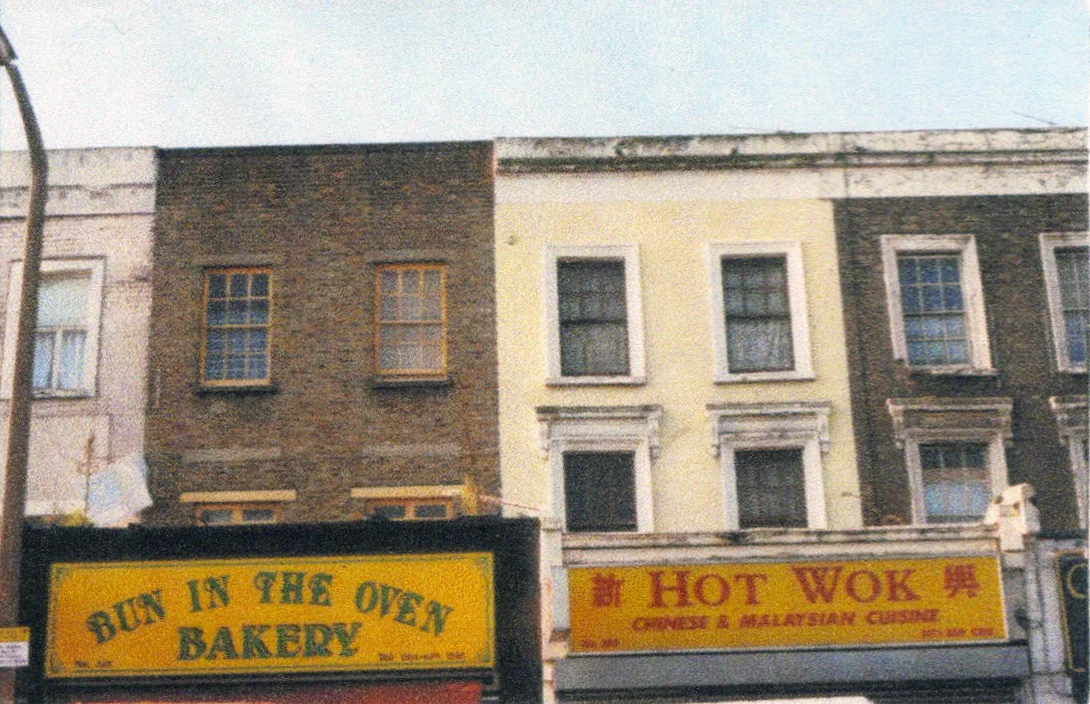 BUN IN THE OVEN
BAKERY
新 HOT WOK 興
CHINESE & MALAYSIAN CUISINE